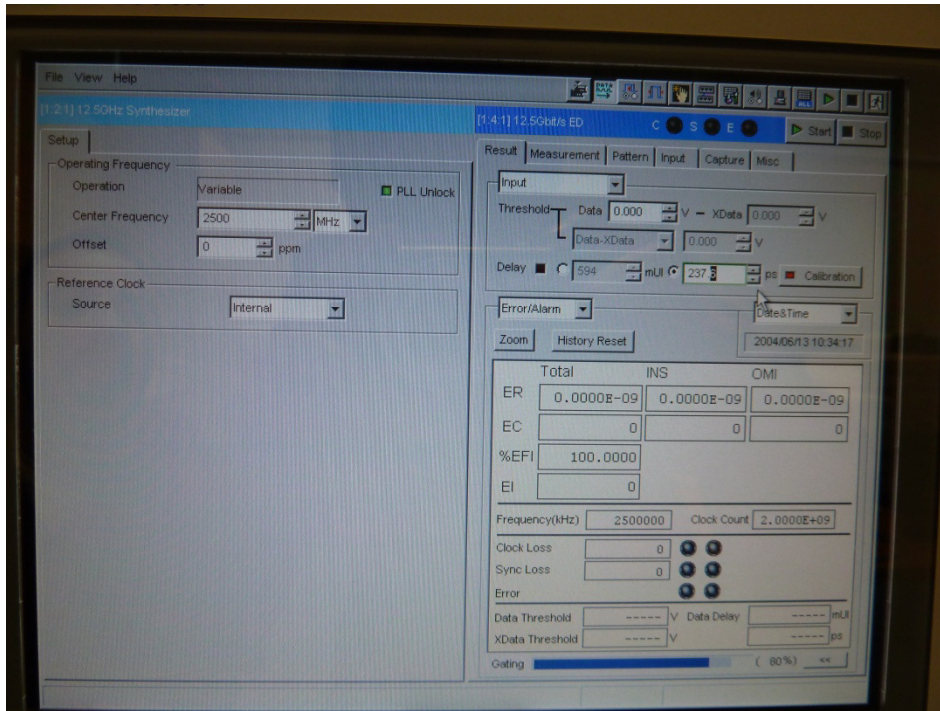 File View Help
[1:2:1] 12.5GHz Synthesizer
Setup
Operating Frequency
Operation Variable PLL Unlock
Center Frequency 2500 MHz
Offset 0 ppm
Reference Clock
Source Internal
[1:4:1] 12.5Gbit/s ED C S E Start Stop
Result Measurement Pattern Input Capture Misc
Input
Threshold Data 0.000 V - XData 0.000 V
Data-XData 0.000 V
Delay 594 mUI 237.6 ps Calibration
Error/Alarm Date&Time
Zoom History Reset 2004/06/13 10:34:17
Total INS OMI
ER 0.0000E-09 0.0000E-09 0.0000E-09
EC 0 0 0
%EFI 100.0000
EI 0
Frequency(kHz) 2500000 Clock Count 2.0000E+09
Clock Loss 0
Sync Loss 0
Error
Data Threshold ----- V Data Delay ----- mUI
XData Threshold ----- V ----- ps
Gating ( 80%) <<